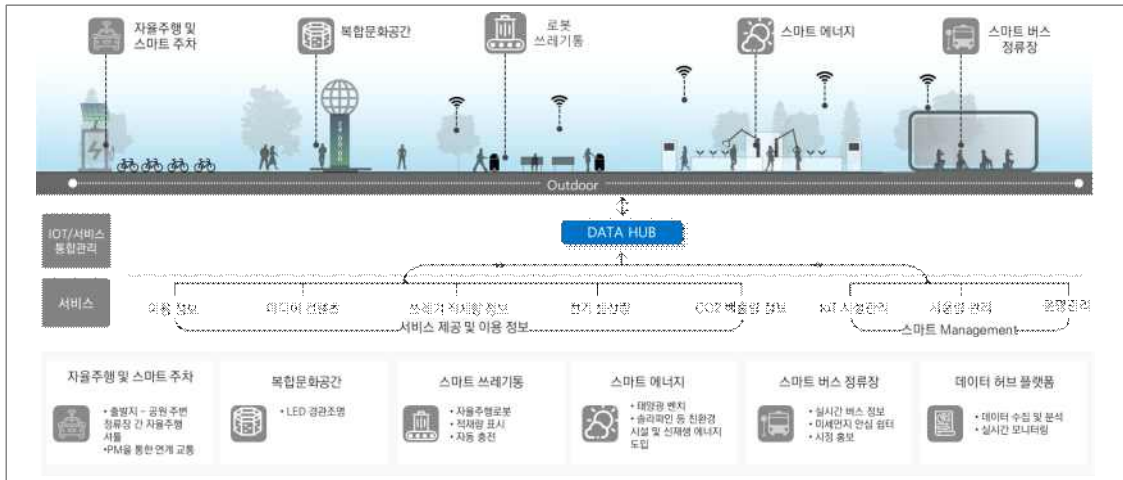 자율주행 및
스마트 주차
복합문화공간
로봇
쓰레기통
스마트 에너지
스마트 버스
정류장
Outdoor
IOT/서비스
통합관리
DATA HUB
서비스
이용 정보
미디어 컨텐츠
쓰레기 적재량 정보
전기 생산량
CO2 배출량 정보
시설관리
사용량 관리
운영관리
서비스 제공 및 이용 정보
스마트 Management
자율주행 및 스마트 주차
• 출발지 – 공원 주변
정류장 간 자율주행
셔틀
•PM을 통한 연계 교통
복합문화공간
• LED 경관조명
스마트 쓰레기통
• 자율주행로봇
• 적재량 표시
• 자동 충전
스마트 에너지
• 태양광 벤치
• 솔라파인 등 친환경
시설 및 신재생 에너지
도입
스마트 버스 정류장
• 실시간 버스 정보
• 미세먼지 안심 쉼터
• 시정 홍보
데이터 허브 플랫폼
• 데이터 수집 및 분석
• 실시간 모니터링